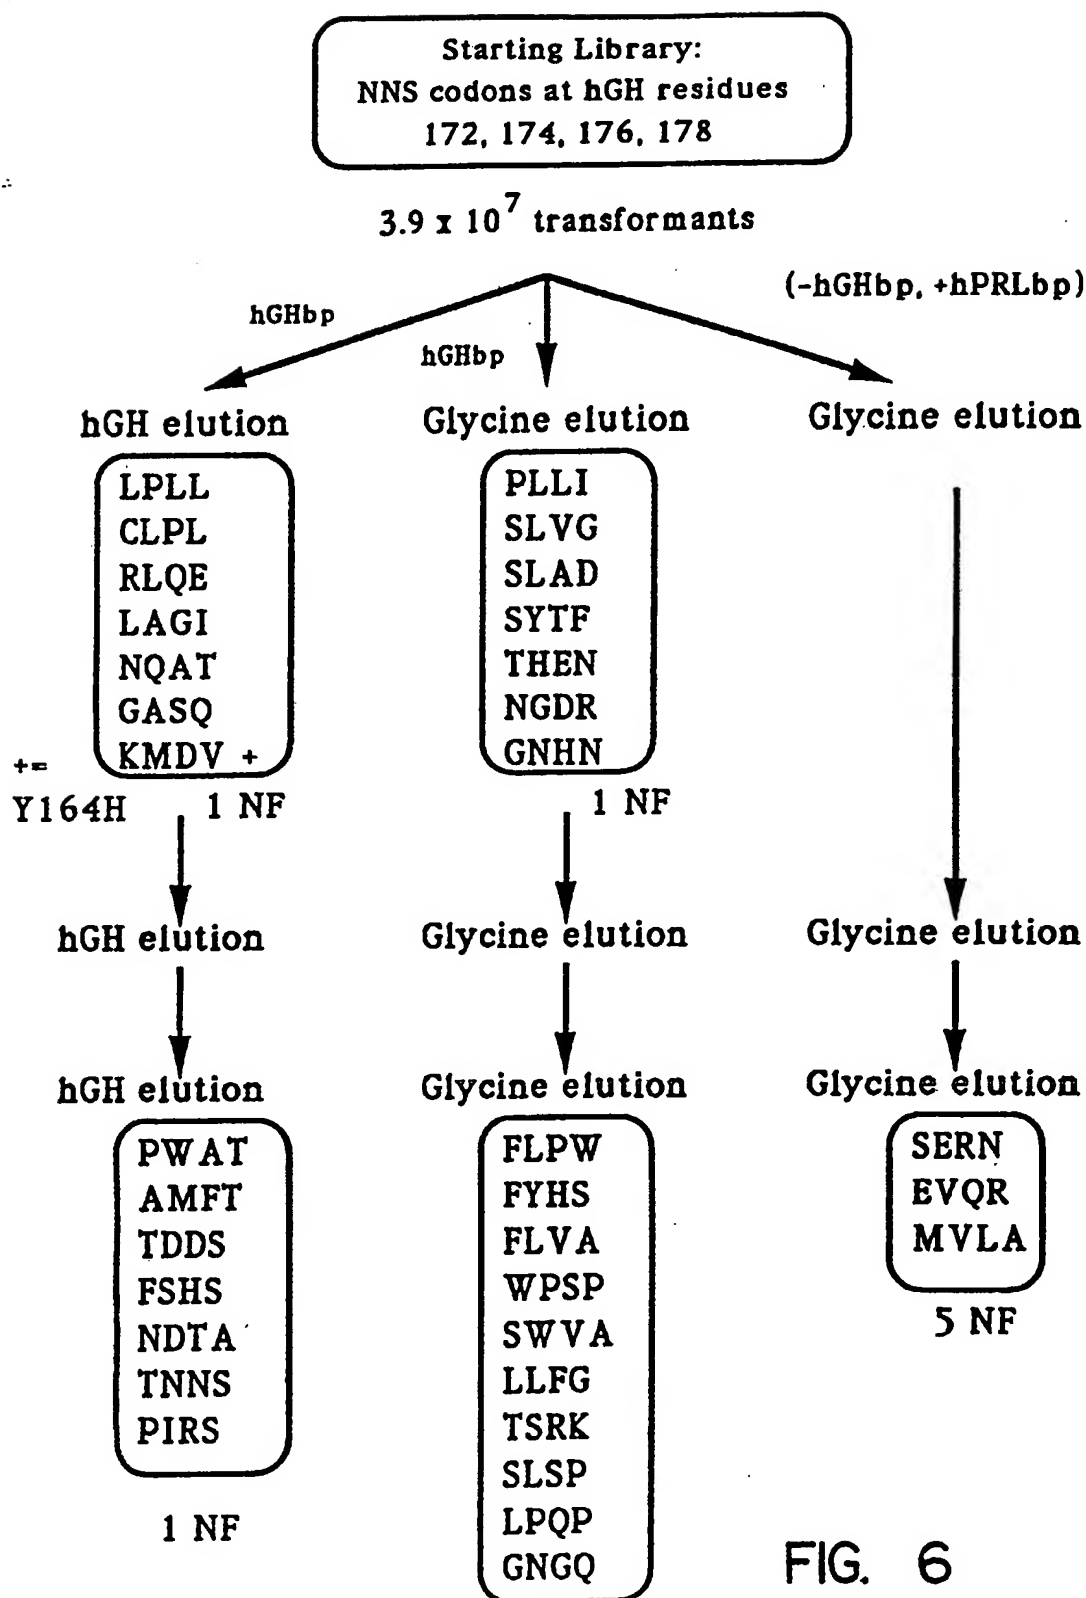 Starting Library:
NNS codons at hGH residues
172, 174, 176, 178
3.9 x 10^7 transformants
(-hGHbp, +hPRLbp)
hGHbp
hGHbp
hGH elution
LPLL
CLPL
RLQE
LAGI
NQAT
GASQ
KMDV +
+=
Y164H
1 NF
hGH elution
hGH elution
PWAT
AMFT
TDDS
FSHS
NDTA
TNNS
PIRS
1 NF
Glycine elution
PLLI
SLVG
SLAD
SYTF
THEN
NGDR
GNHN
1 NF
Glycine elution
Glycine elution
FLPW
FYHS
FLVA
WPSP
SWVA
LLFG
TSRK
SLSP
LPQP
GNGQ
Glycine elution
Glycine elution
Glycine elution
SERN
EVQR
MVLA
5 NF
FIG. 6